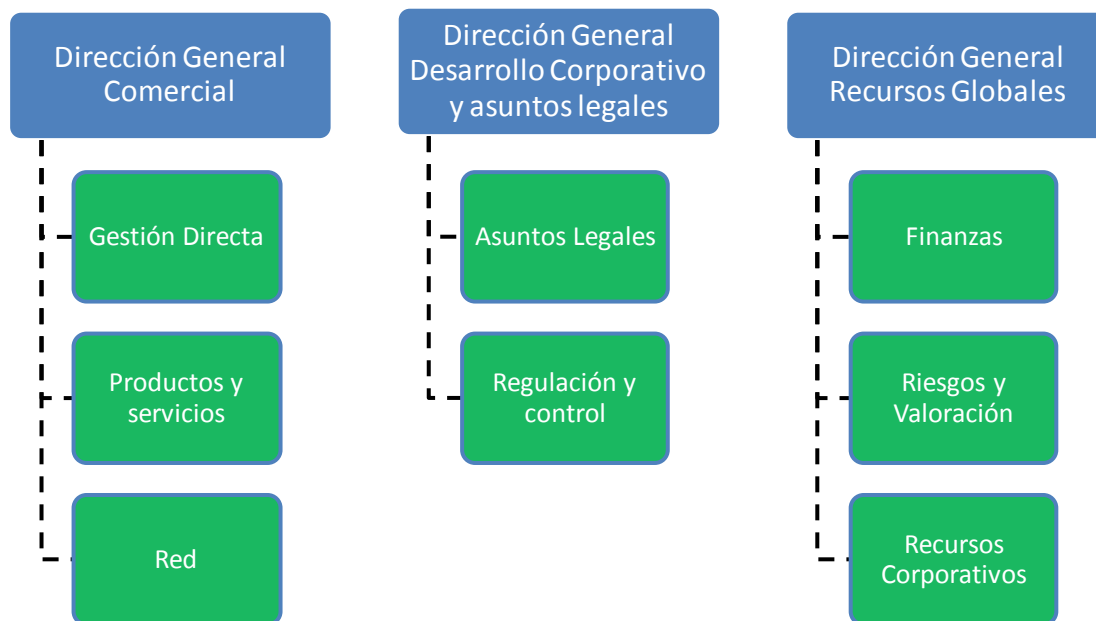 Dirección General
Comercial
Gestión Directa
Productos y
servicios
Red
Dirección General
Desarrollo Corporativo
y asuntos legales
Asuntos Legales
Regulación y
control
Dirección General
Recursos Globales
Finanzas
Riesgos y
Valoración
Recursos
Corporativos